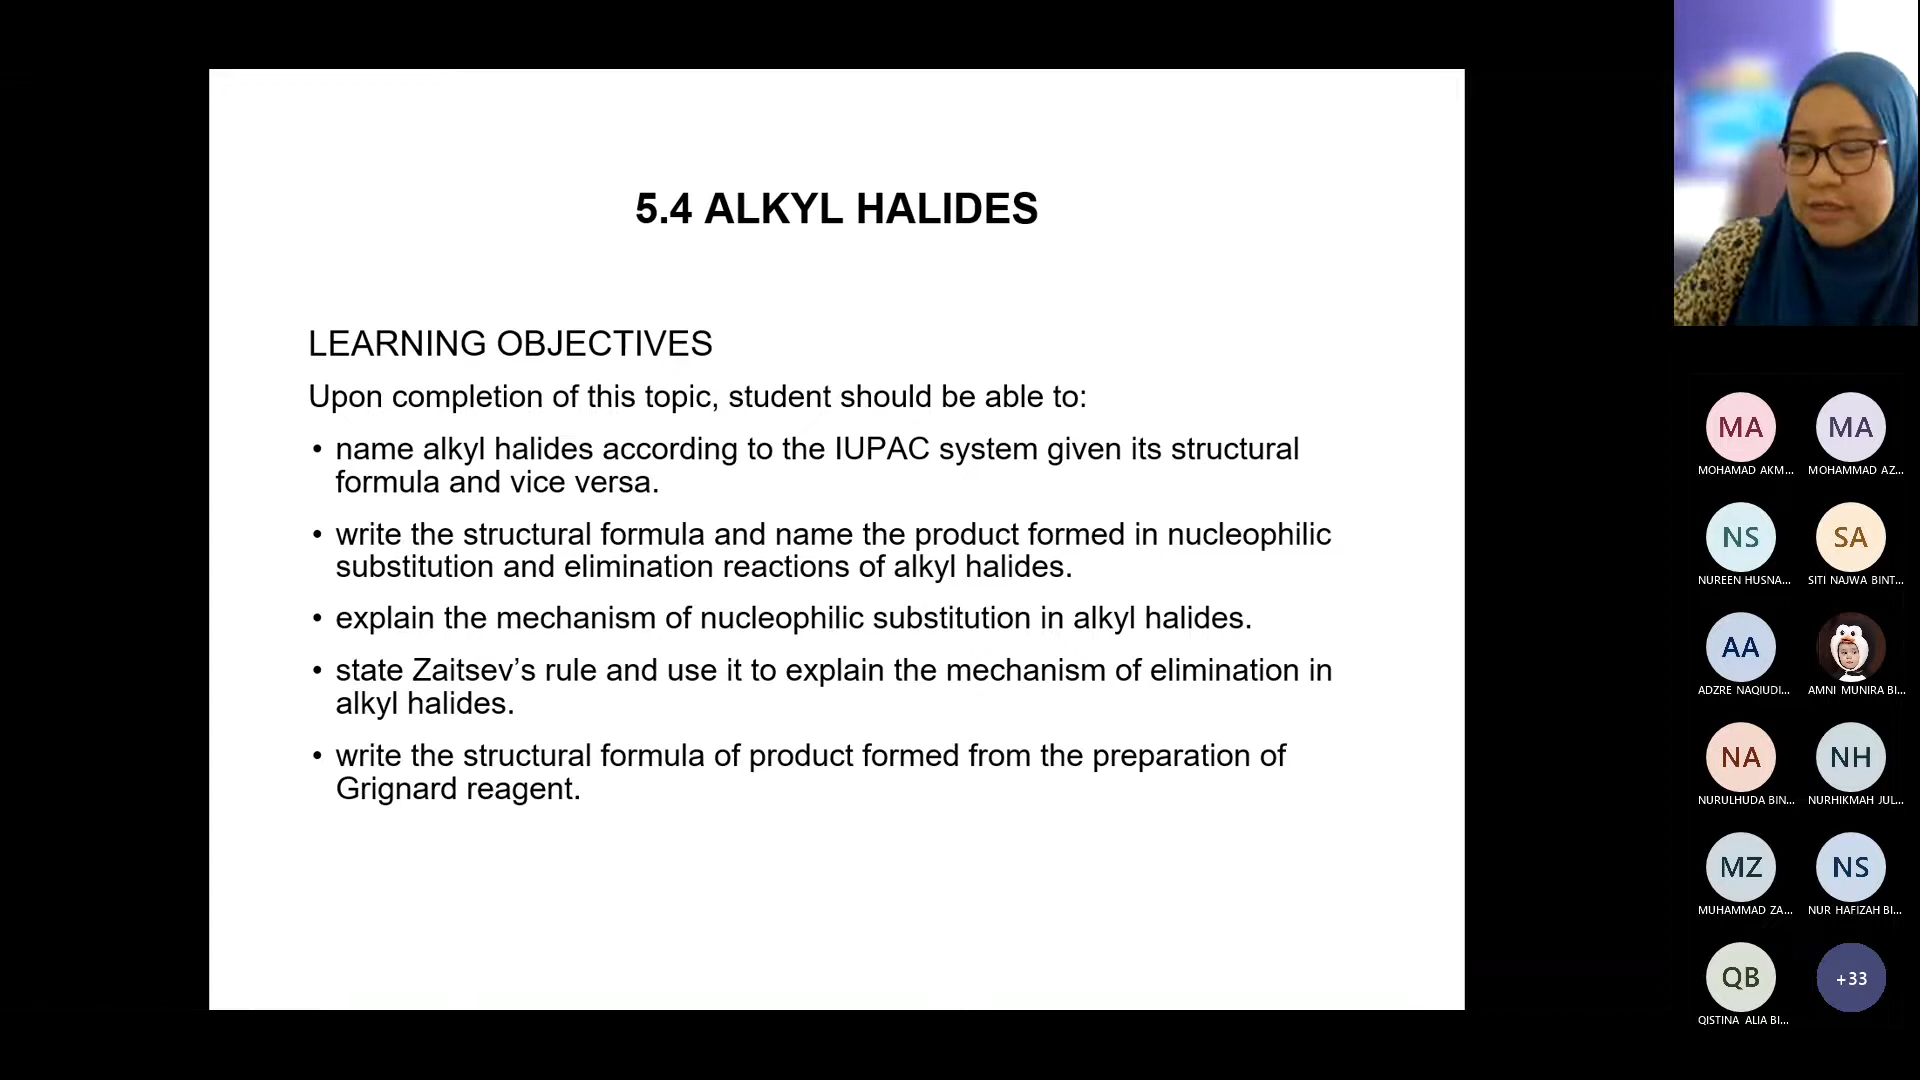 5.4 ALKYL HALIDES
LEARNING OBJECTIVES
Upon completion of this topic, student should be able to:
• name alkyl halides according to the IUPAC system given its structural
formula and vice versa.
• write the structural formula and name the product formed in nucleophilic
substitution and elimination reactions of alkyl halides.
• explain the mechanism of nucleophilic substitution in alkyl halides.
• state Zaitsev’s rule and use it to explain the mechanism of elimination in
alkyl halides.
• write the structural formula of product formed from the preparation of
Grignard reagent.
MA MA
MOHAMAD AKM... MOHAMMAD AZ...
NS SA
NUREEN HUSNA... SITI NAJWA BINT...
AA
ADZRE NAQIUDI... AMNI MUNIRA BI...
NA NH
NURULHUDA BIN... NURHIKMAH JUL...
MZ NS
MUHAMMAD ZA... NUR HAFIZAH BI...
QB +33
QISTINA ALIA BI...